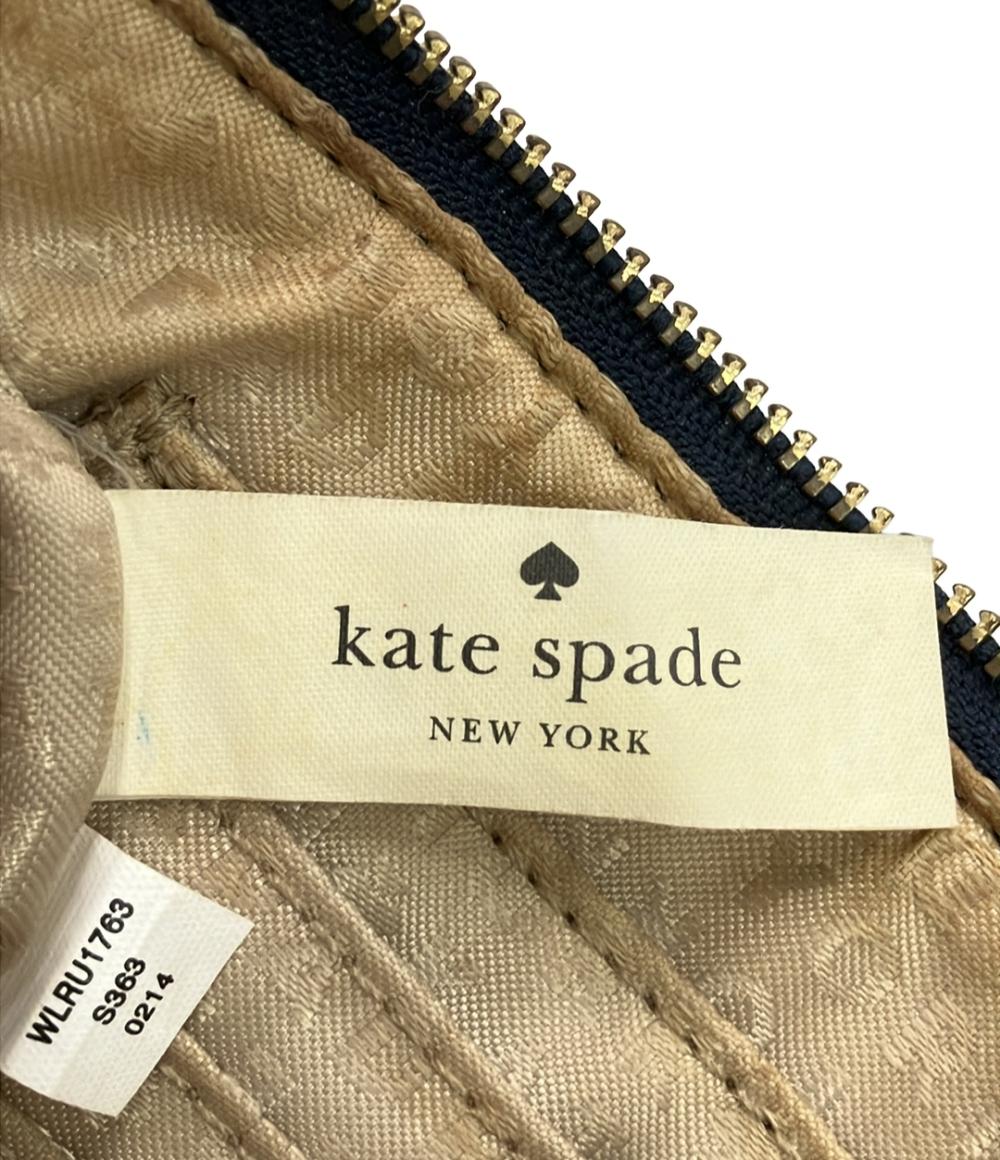 kate spade
NEW YORK
WLRU1763
S363
0214